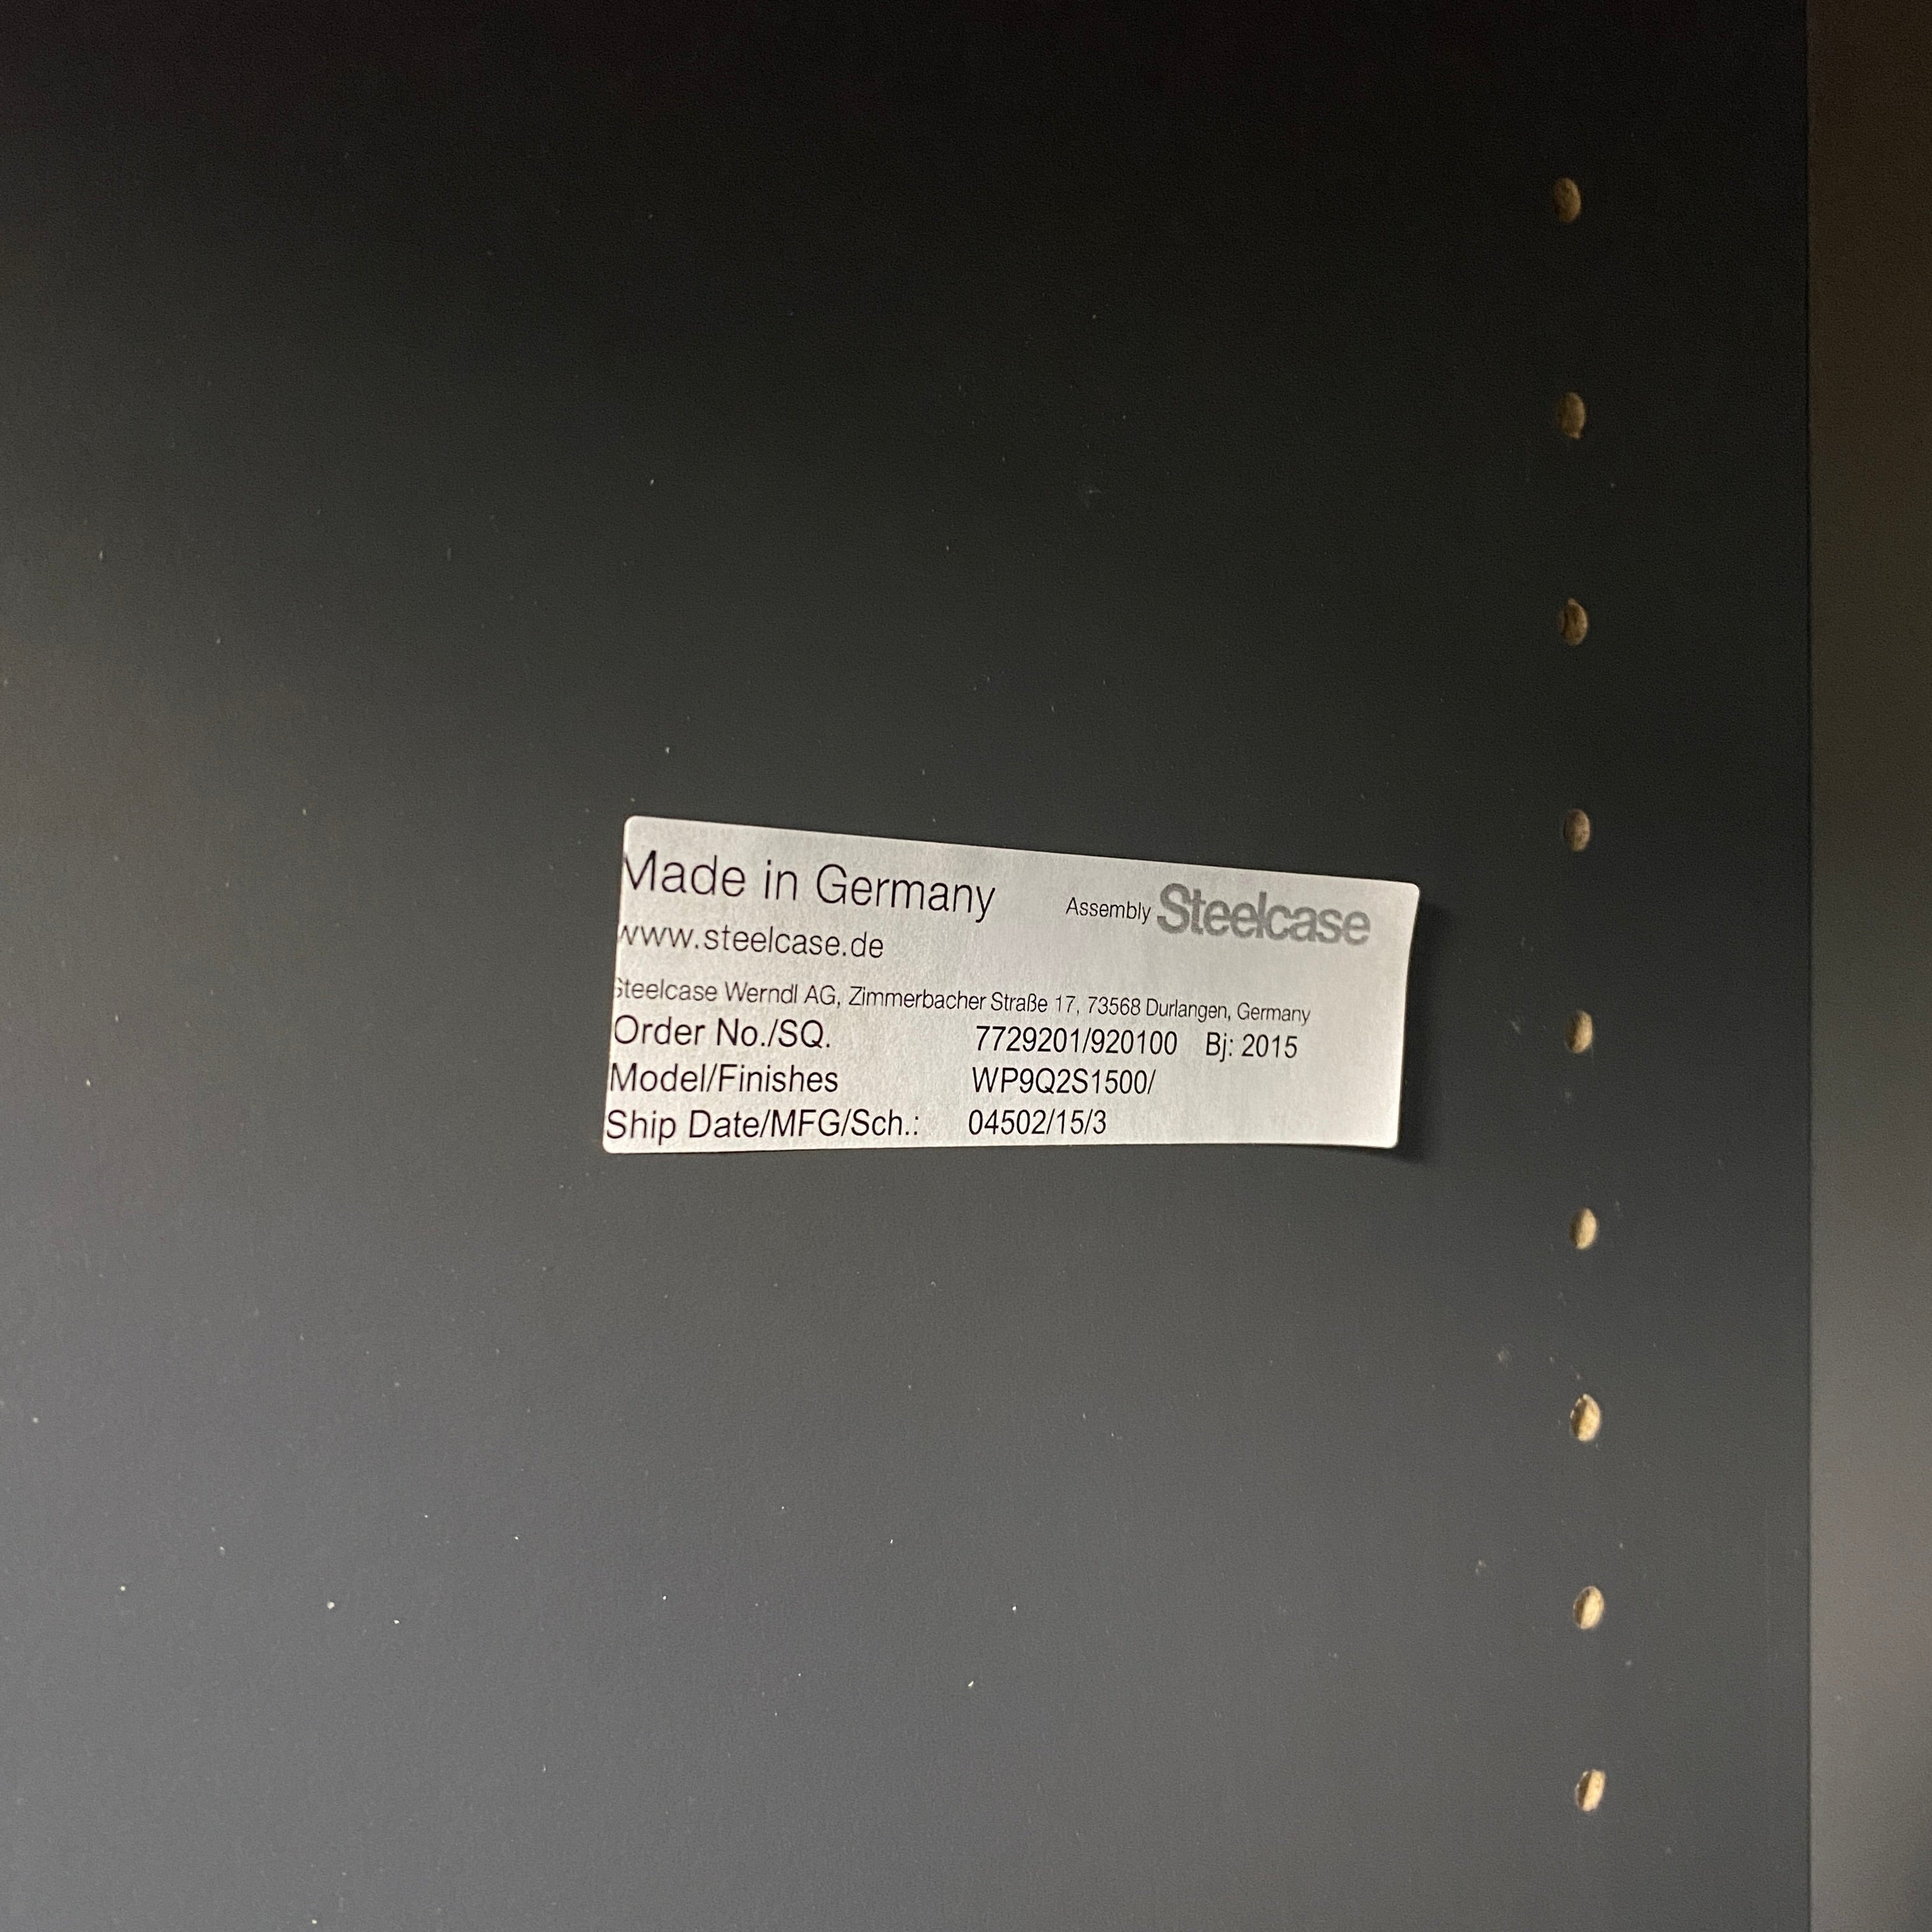 Made in Germany
Assembly Steelcase
www.steelcase.de
Steelcase Werndl AG, Zimmerbacher Straße 17, 73568 Durlangen, Germany
Order No./SQ. 7729201/920100 Bj: 2015
Model/Finishes WP9Q2S1500/
Ship Date/MFG/Sch.: 04502/15/3